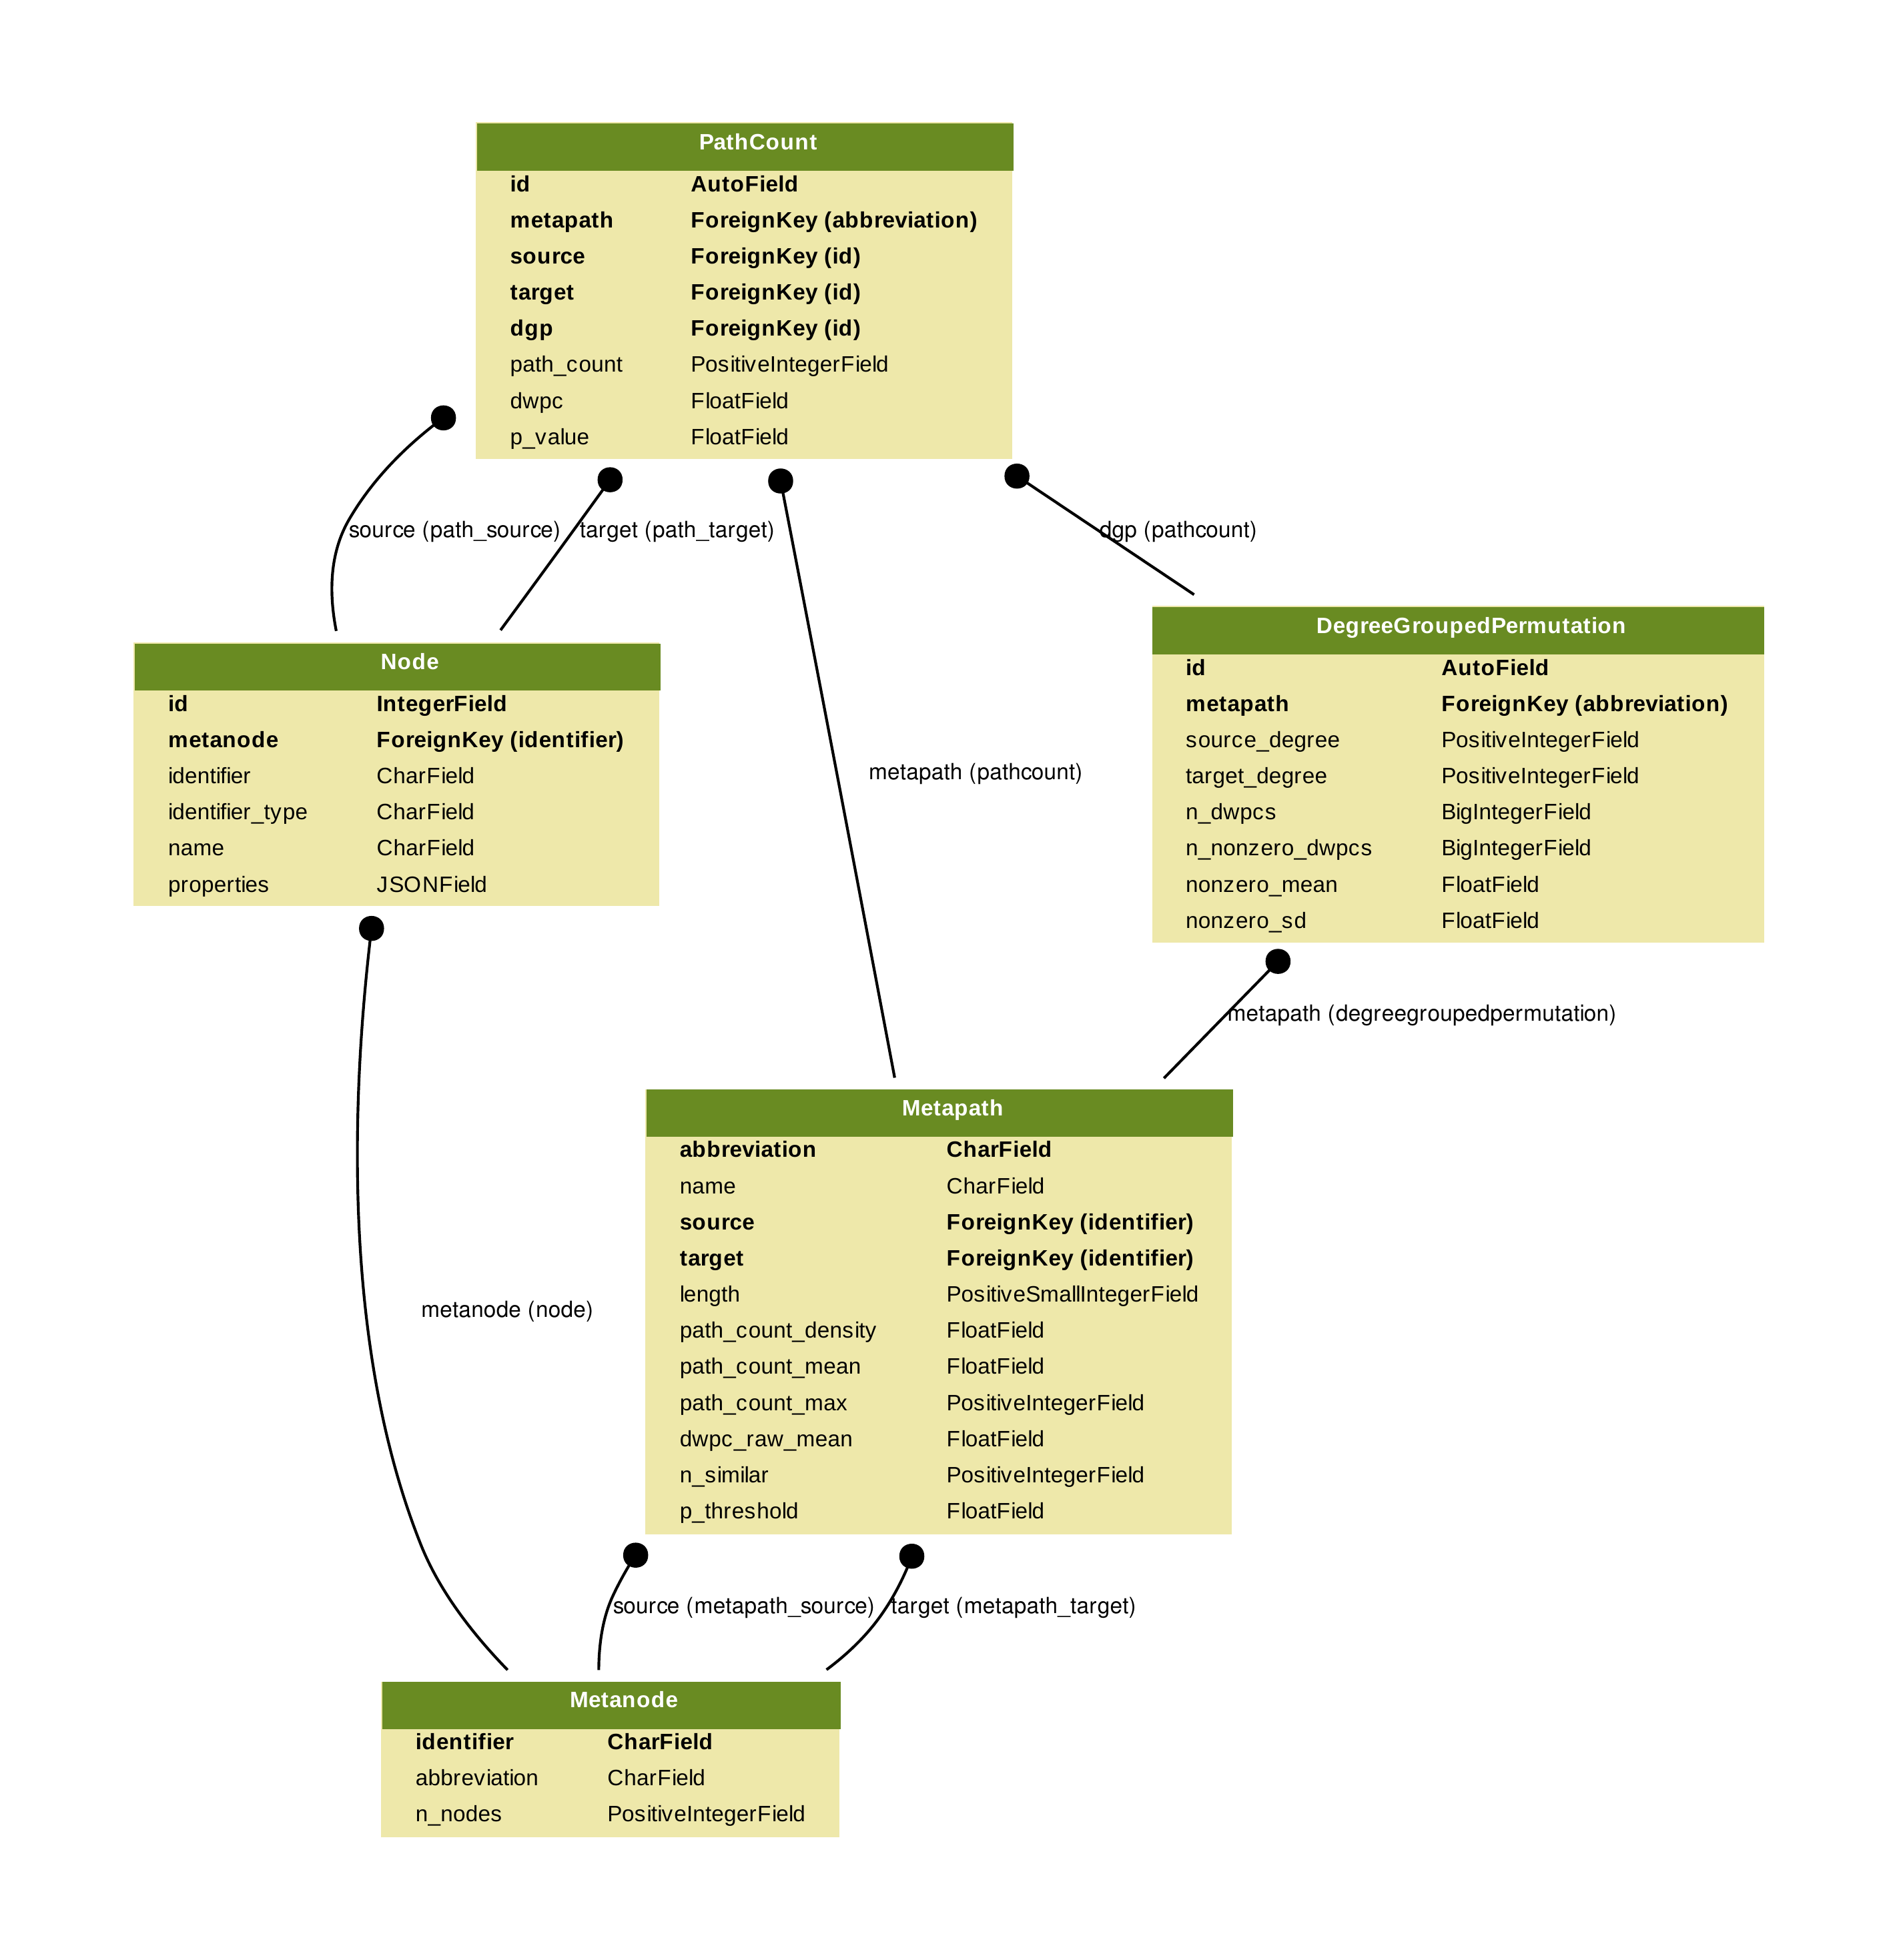 PathCount
id AutoField
metapath ForeignKey (abbreviation)
source ForeignKey (id)
target ForeignKey (id)
dgp ForeignKey (id)
path_count PositiveIntegerField
dwpc FloatField
p_value FloatField
source (path_source) target (path_target) dgp (pathcount)
Node
id IntegerField
metanode ForeignKey (identifier)
identifier CharField
identifier_type CharField
name CharField
properties JSONField
metapath (pathcount)
DegreeGroupedPermutation
id AutoField
metapath ForeignKey (abbreviation)
source_degree PositiveIntegerField
target_degree PositiveIntegerField
n_dwpcs BigIntegerField
n_nonzero_dwpcs BigIntegerField
nonzero_mean FloatField
nonzero_sd FloatField
metapath (degreegroupedpermutation)
Metapath
abbreviation CharField
name CharField
source ForeignKey (identifier)
target ForeignKey (identifier)
length PositiveSmallIntegerField
path_count_density FloatField
path_count_mean FloatField
path_count_max PositiveIntegerField
dwpc_raw_mean FloatField
n_similar PositiveIntegerField
p_threshold FloatField
metanode (node)
source (metapath_source) target (metapath_target)
Metanode
identifier CharField
abbreviation CharField
n_nodes PositiveIntegerField